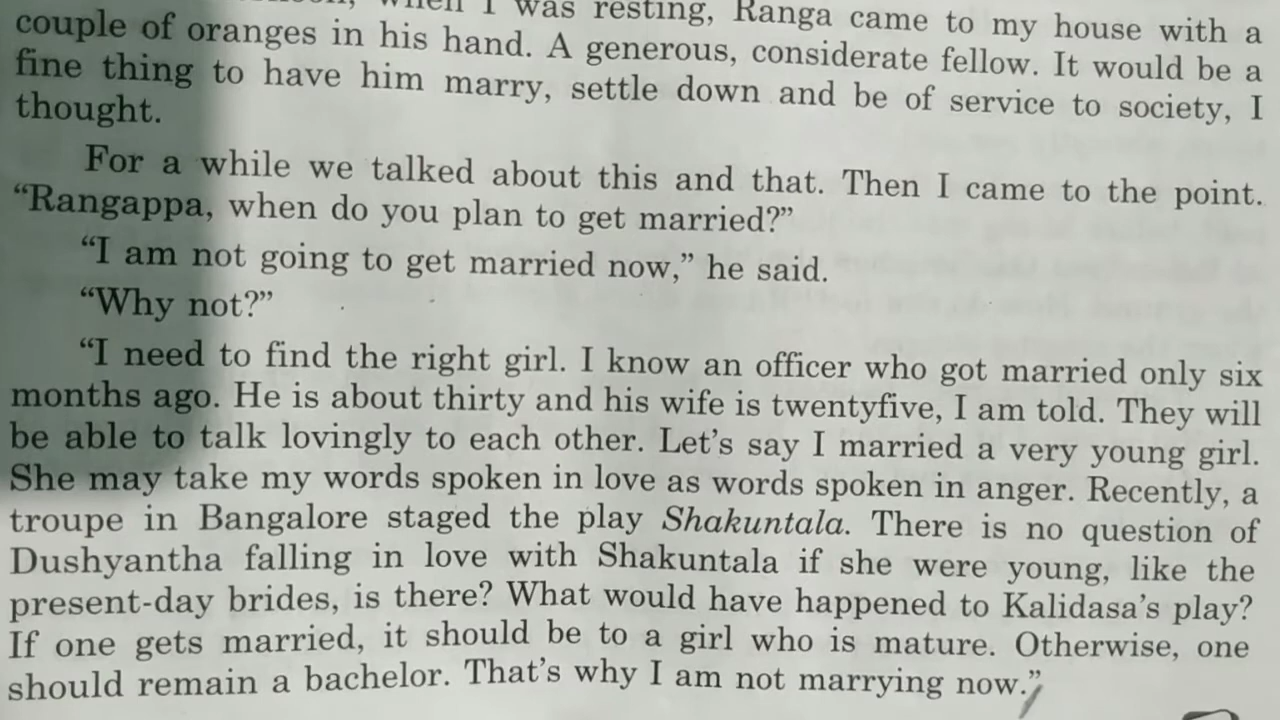 when I was resting, Ranga came to my house with a
couple of oranges in his hand. A generous, considerate fellow. It would be a
fine thing to have him marry, settle down and be of service to society, I
thought.
For a while we talked about this and that. Then I came to the point.
“Rangappa, when do you plan to get married?”
“I am not going to get married now,” he said.
“Why not?”
“I need to find the right girl. I know an officer who got married only six
months ago. He is about thirty and his wife is twentyfive, I am told. They will
be able to talk lovingly to each other. Let’s say I married a very young girl.
She may take my words spoken in love as words spoken in anger. Recently, a
troupe in Bangalore staged the play Shakuntala. There is no question of
Dushyantha falling in love with Shakuntala if she were young, like the
present-day brides, is there? What would have happened to Kalidasa’s play?
If one gets married, it should be to a girl who is mature. Otherwise, one
should remain a bachelor. That’s why I am not marrying now.”